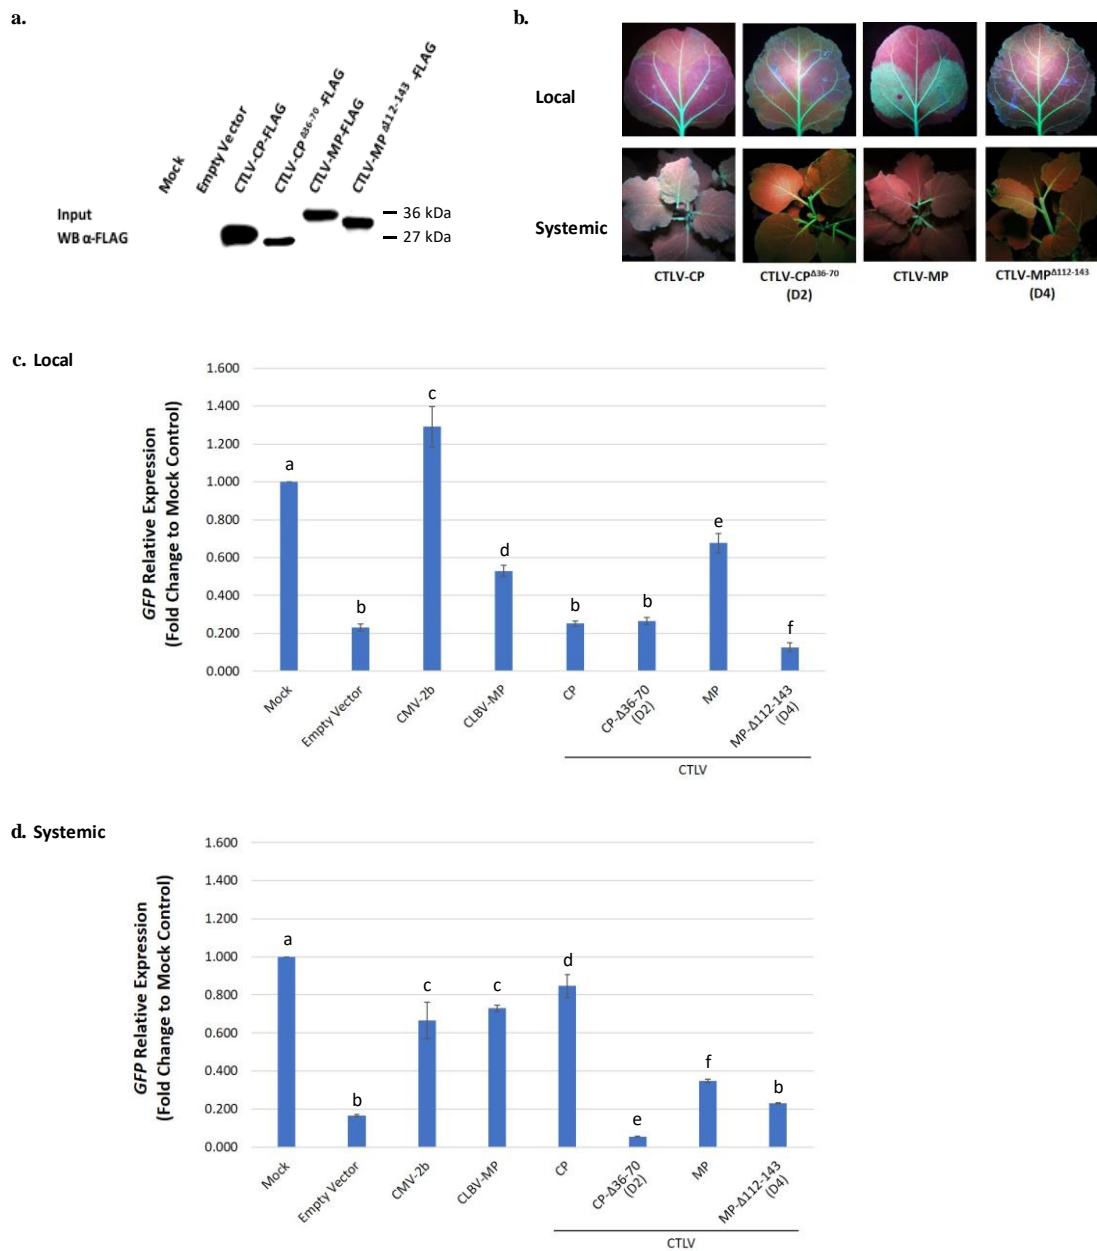 a.
Mock
Empty Vector
CTLV-CP-FLAG
CTLV-CP Δ36-70 -FLAG
CTLV-MP-FLAG
CTLV-MP Δ112-143 -FLAG
Input
WB α-FLAG
36 kDa
27 kDa
b.
Local
Systemic
CTLV-CP
CTLV-CPΔ36-70
(D2)
CTLV-MP
CTLV-MPΔ112-143
(D4)
c. Local
GFP Relative Expression
(Fold Change to Mock Control)
1.600
1.400
1.200
1.000
0.800
0.600
0.400
0.200
0.000
a
b
c
d
b
b
e
f
Mock
Empty Vector
CMV-2b
CLBV-MP
CP
CP-Δ36-70
(D2)
MP
MP-Δ112-143
(D4)
CTLV
d. Systemic
GFP Relative Expression
(Fold Change to Mock Control)
1.600
1.400
1.200
1.000
0.800
0.600
0.400
0.200
0.000
a
b
c
c
d
e
f
b
Mock
Empty Vector
CMV-2b
CLBV-MP
CP
CP-Δ36-70
(D2)
MP
MP-Δ112-143
(D4)
CTLV